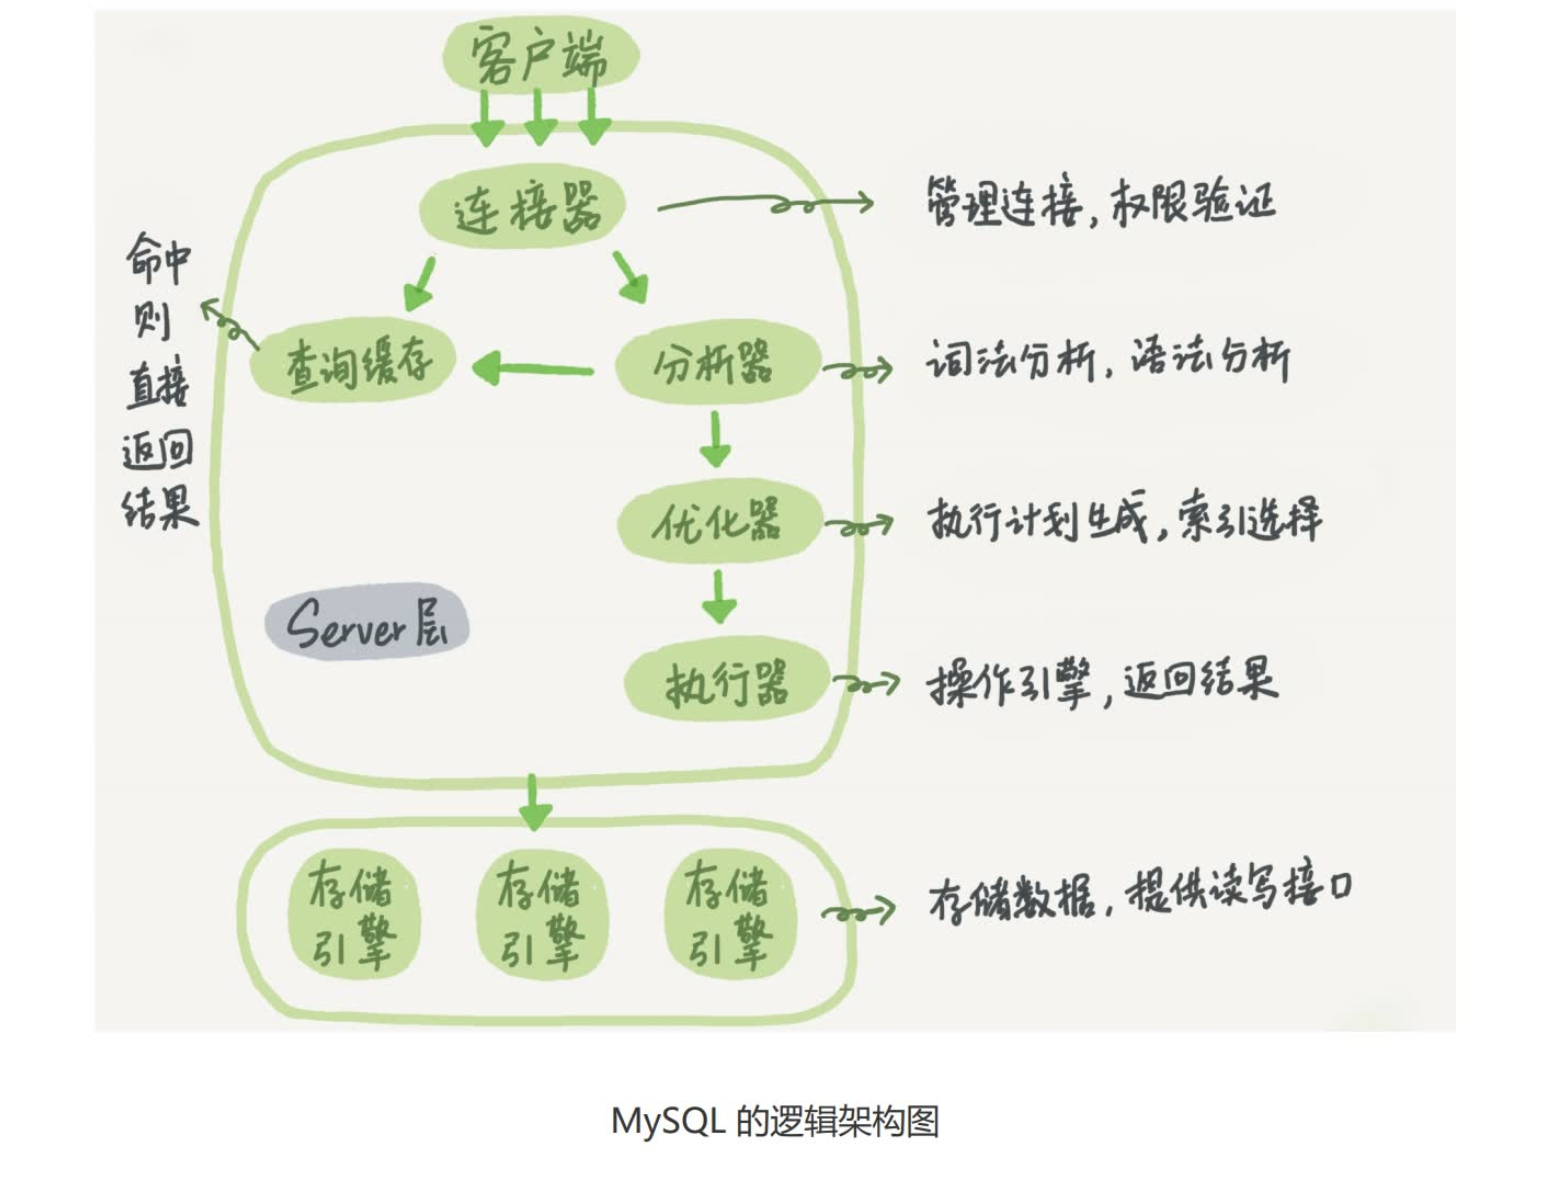 客户端
连接器
管理连接，权限验证
命中
则
直接
返回
结果
查询缓存
分析器
词法分析，语法分析
优化器
执行计划生成，索引选择
Server层
执行器
操作引擎，返回结果
存储
引擎
存储
引擎
存储
引擎
存储数据，提供读写接口
MySQL 的逻辑架构图